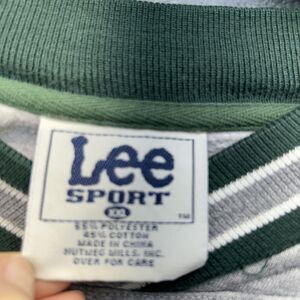 Lee
SPORT
XXL
TM
55% POLYESTER
45% COTTON
MADE IN CHINA
NUTMEG MILLS, INC.
OVER FOR CARE